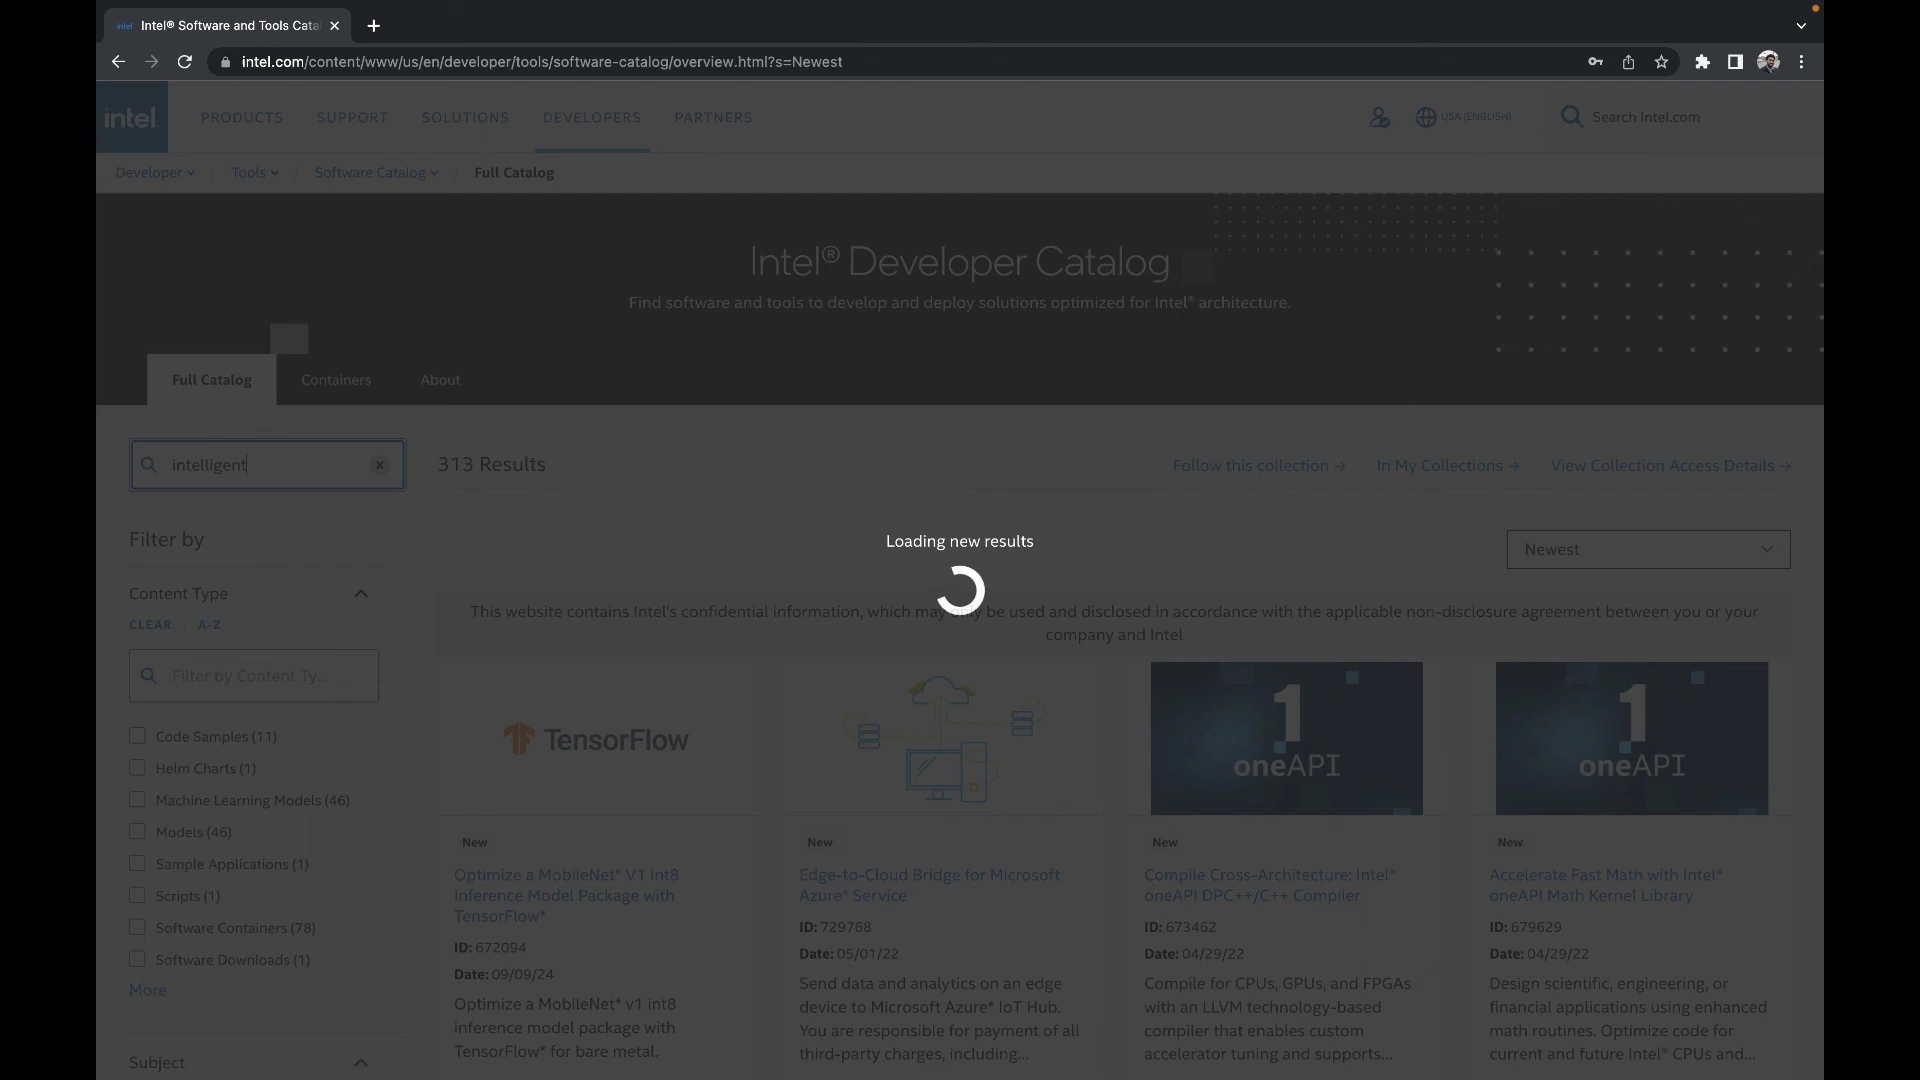 intel Intel® Software and Tools Cata
intel.com/content/www/us/en/developer/tools/software-catalog/overview.html?s=Newest
intel. PRODUCTS SUPPORT SOLUTIONS DEVELOPERS PARTNERS USA (ENGLISH) Search Intel.com
Developer / Tools / Software Catalog / Full Catalog
Intel® Developer Catalog
Find software and tools to develop and deploy solutions optimized for Intel® architecture.
Full Catalog Containers About
intelligent 313 Results Follow this collection → In My Collections → View Collection Access Details →
Filter by
Loading new results
Newest
Content Type
CLEAR | A-Z
This website contains Intel's confidential information, which may only be used and disclosed in accordance with the applicable non-disclosure agreement between you or your
company and Intel
Filter by Content Ty...
Code Samples (11)
Helm Charts (1)
Machine Learning Models (46)
Models (46)
Sample Applications (1)
Scripts (1)
Software Containers (78)
Software Downloads (1)
More
Subject
TensorFlow
New
Optimize a MobileNet* V1 Int8
Inference Model Package with
TensorFlow*
ID: 672094
Date: 09/09/24
Optimize a MobileNet* v1 int8
inference model package with
TensorFlow* for bare metal.
New
Edge-to-Cloud Bridge for Microsoft
Azure* Service
ID: 729768
Date: 05/01/22
Send data and analytics on an edge
device to Microsoft Azure* IoT Hub.
You are responsible for payment of all
third-party charges, including...
1
oneAPI
New
Compile Cross-Architecture: Intel®
oneAPI DPC++/C++ Compiler
ID: 673462
Date: 04/29/22
Compile for CPUs, GPUs, and FPGAs
with an LLVM technology-based
compiler that enables custom
accelerator tuning and supports...
1
oneAPI
New
Accelerate Fast Math with Intel®
oneAPI Math Kernel Library
ID: 679629
Date: 04/29/22
Design scientific, engineering, or
financial applications using enhanced
math routines. Optimize code for
current and future Intel® CPUs and...